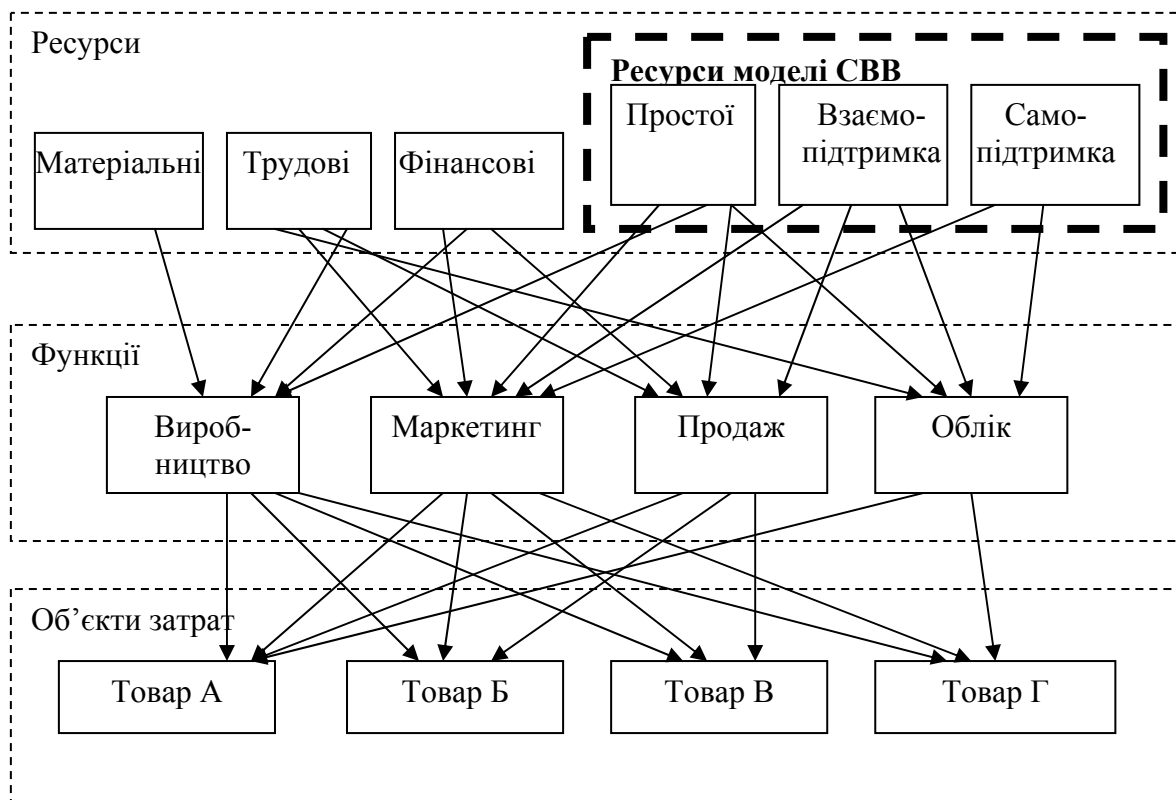 Ресурси
Ресурси моделі СВВ
Матеріальні
Трудові
Фінансові
Простої
Взаємо-
підтримка
Само-
підтримка
Функції
Вироб-
ництво
Маркетинг
Продаж
Облік
Об’єкти затрат
Товар А
Товар Б
Товар В
Товар Г